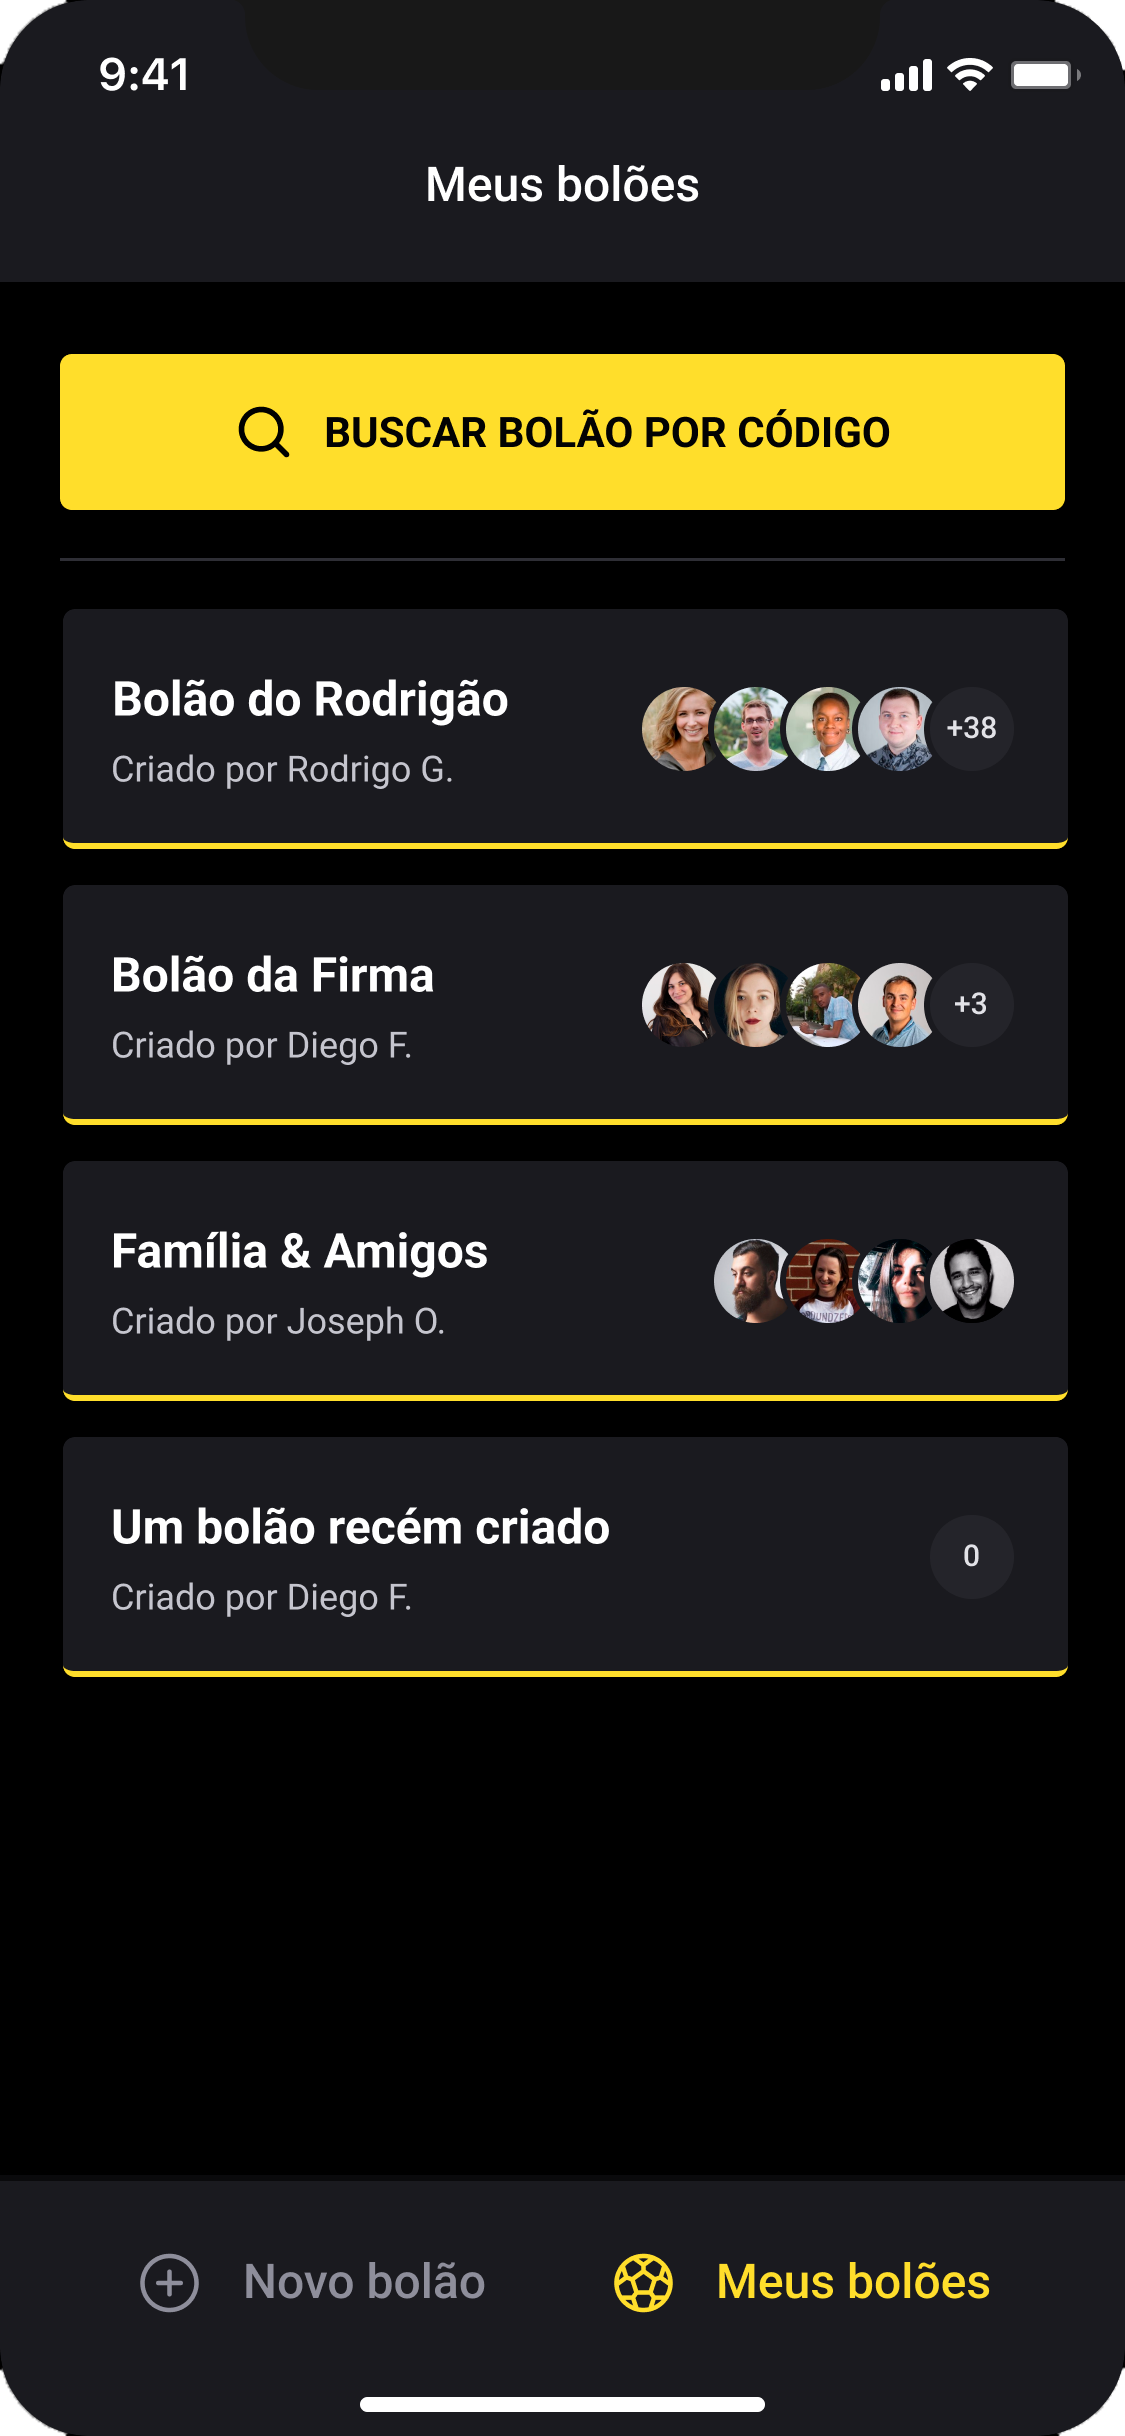 9:41
Meus bolões
BUSCAR BOLÃO POR CÓDIGO
Bolão do Rodrigão
Criado por Rodrigo G.
+38
Bolão da Firma
Criado por Diego F.
+3
Família & Amigos
Criado por Joseph O.
Um bolão recém criado
Criado por Diego F.
0
Novo bolão
Meus bolões